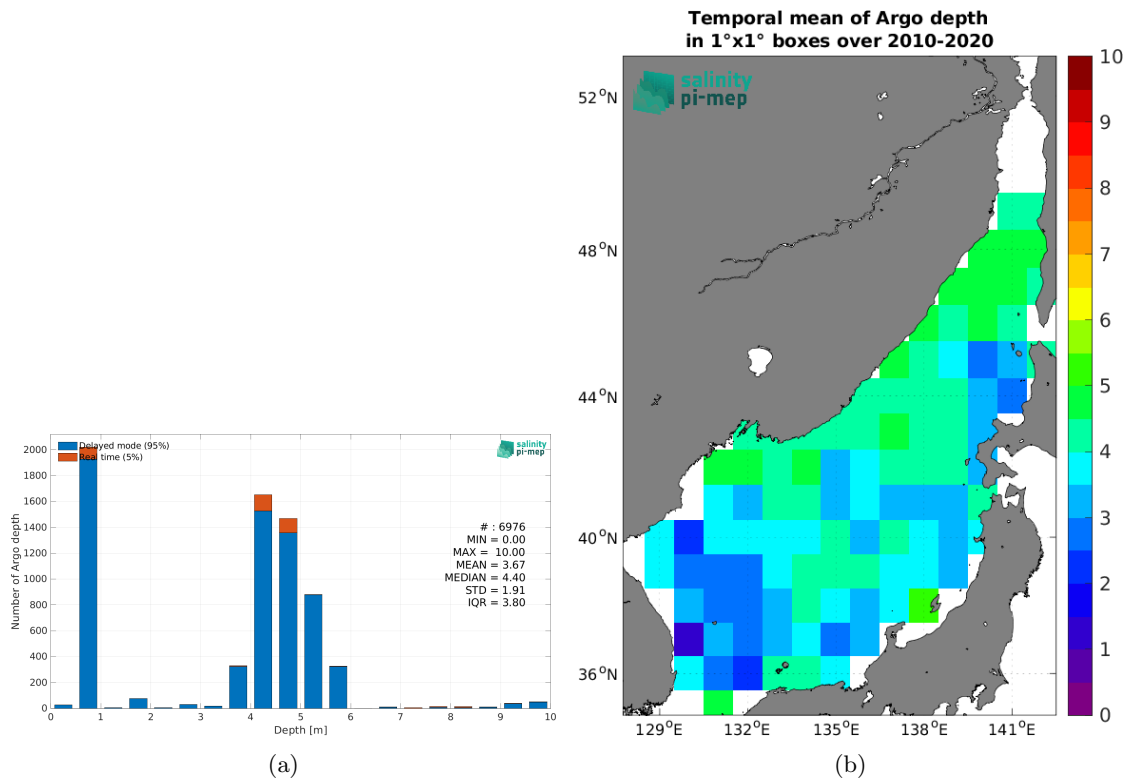 2000
1800
1600
1400
1200
1000
800
600
400
200
0
Number of Argo depth
Delayed mode (95%)
Real time (5%)
salinity
pi-mep
# : 6976
MIN = 0.00
MAX = 10.00
MEAN = 3.67
MEDIAN = 4.40
STD = 1.91
IQR = 3.80
0 1 2 3 4 5 6 7 8 9 10
Depth [m]
(a)
Temporal mean of Argo depth
in 1°x1° boxes over 2010-2020
salinity
pi-mep
52°N
48°N
44°N
40°N
36°N
129°E 132°E 135°E 138°E 141°E
10
9
8
7
6
5
4
3
2
1
0
(b)